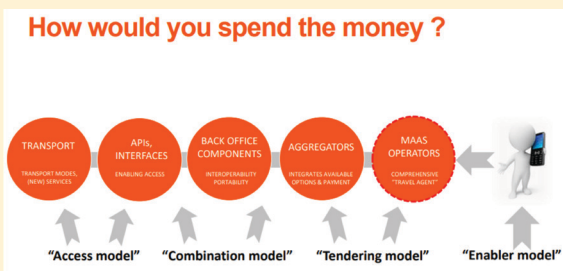 How would you spend the money ?
TRANSPORT
TRANSPORT MODES,
(NEW) SERVICES
APIs,
INTERFACES
ENABLING ACCESS
BACK OFFICE
COMPONENTS
INTEROPERABILITY
PORTABILITY
AGGREGATORS
INTEGRATES AVAILABLE
OPTIONS & PAYMENT
MAAS
OPERATORS
COMPREHENSIVE
"TRAVEL AGENT"
"Access model"
"Combination model"
"Tendering model"
"Enabler model"